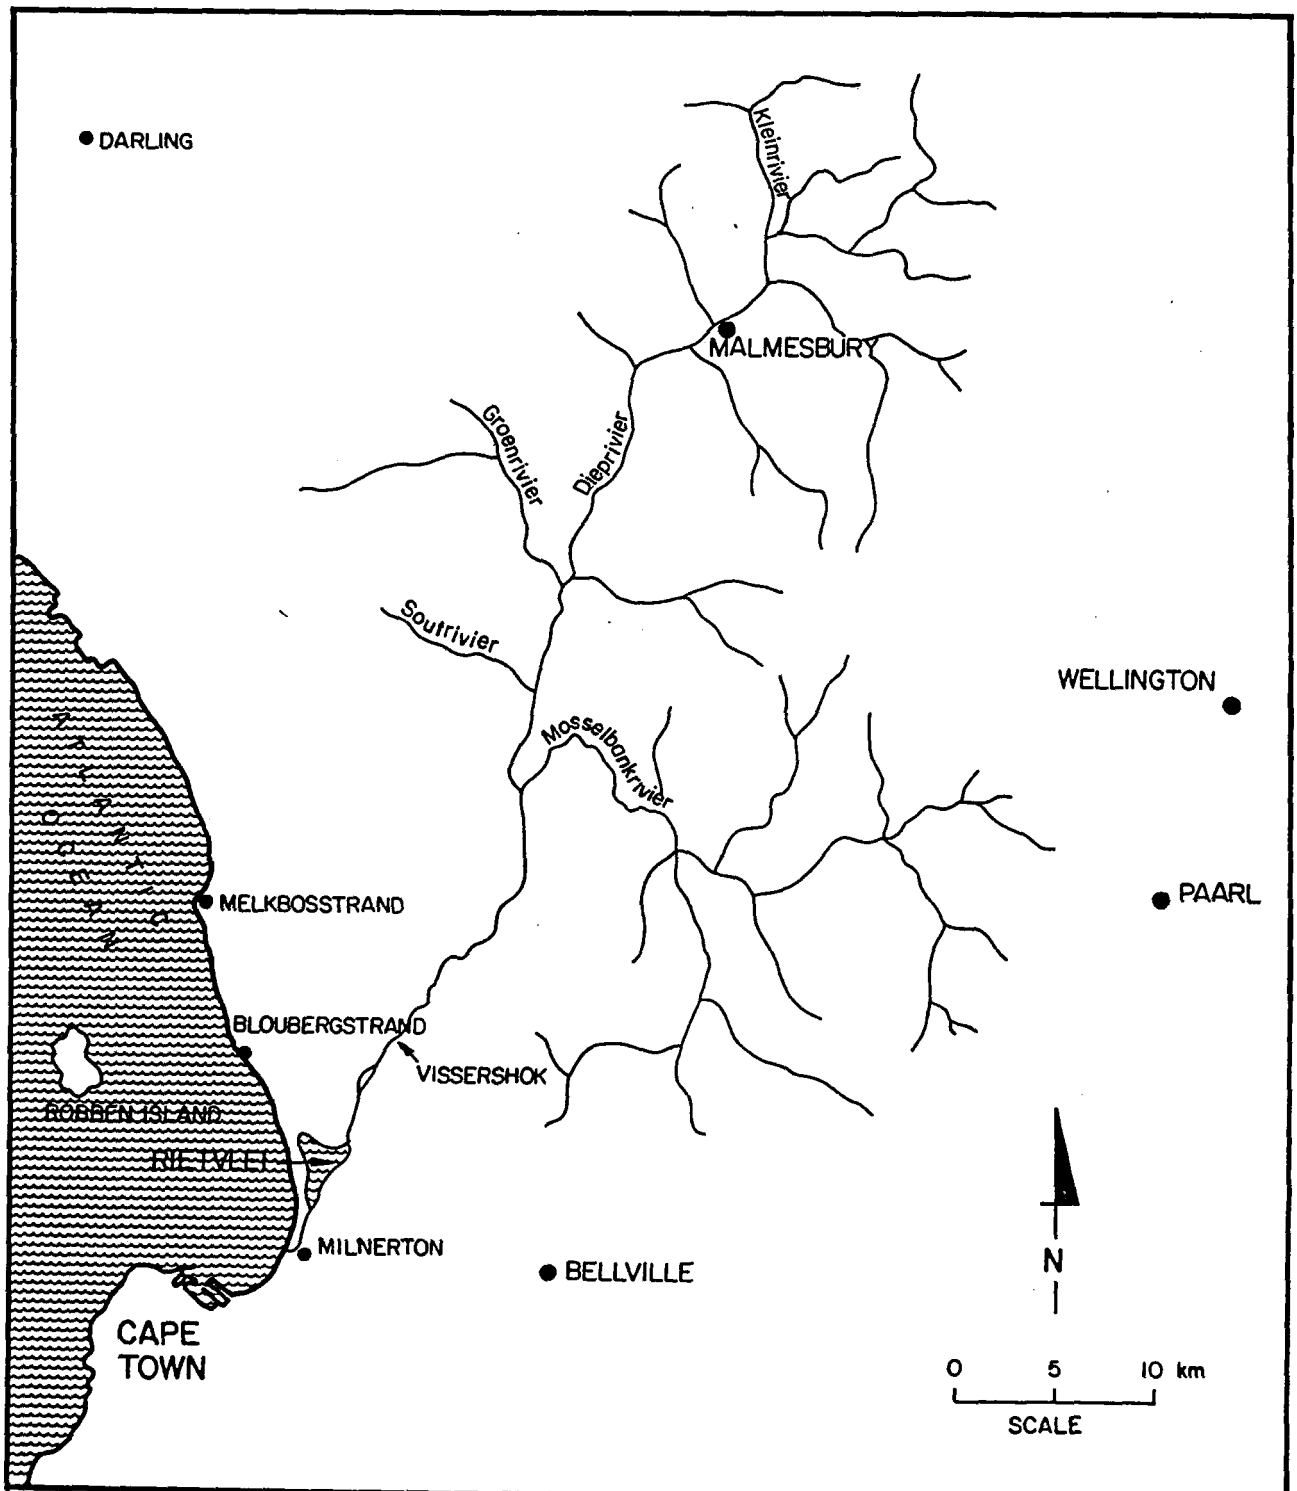 DARLING
Kleinrivier
MALMESBURY
Groenrivier
Dieprivier
Soutrivier
WELLINGTON
Mosselbankrivier
ATLANTIC
OCEAN
PAARL
MELKBOSSTRAND
BLOUBERGSTRAND
VISSERSHOK
ROBBEN ISLAND
RIETVLEI
MILNERTON
BELLVILLE
N
CAPE
TOWN
0 5 10 km
SCALE